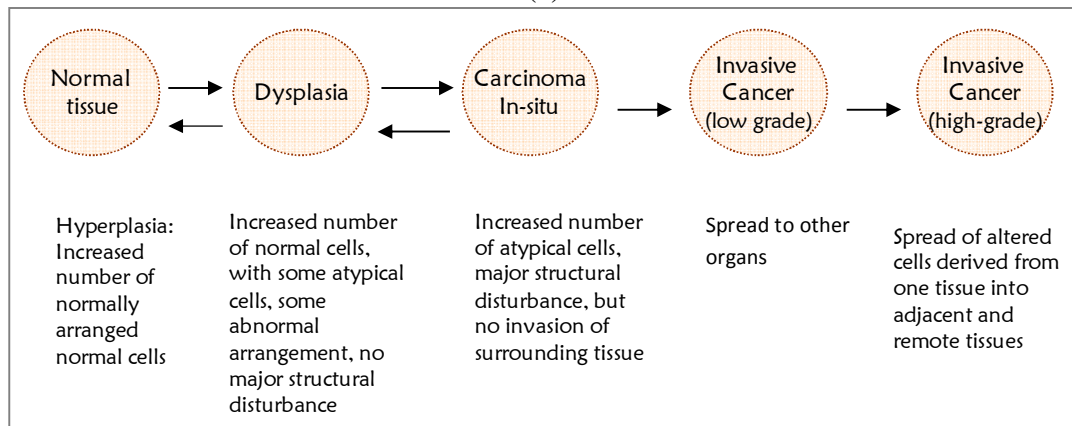 Normal
tissue
Dysplasia
Carcinoma
In-situ
Invasive
Cancer
(low grade)
Invasive
Cancer
(high-grade)
Hyperplasia:
Increased
number of
normally
arranged
normal cells
Increased number
of normal cells,
with some atypical
cells, some
abnormal
arrangement, no
major structural
disturbance
Increased number
of atypical cells,
major structural
disturbance, but
no invasion of
surrounding tissue
Spread to other
organs
Spread of altered
cells derived from
one tissue into
adjacent and
remote tissues